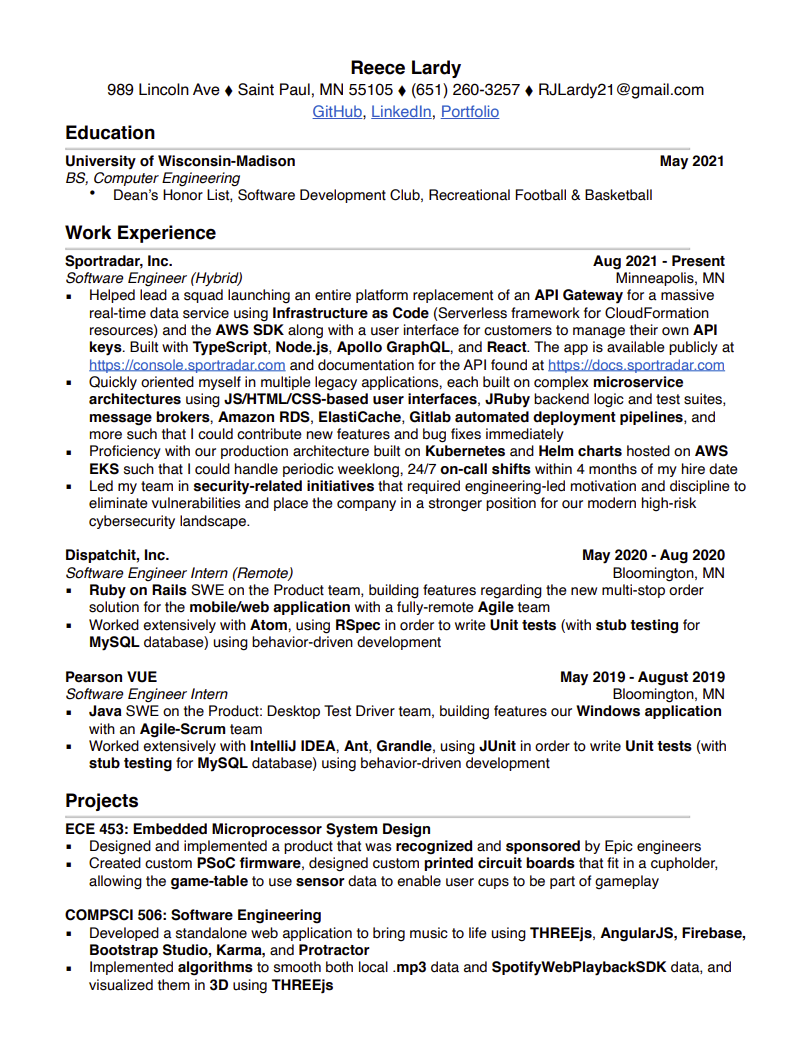 Reece Lardy
989 Lincoln Ave ♦ Saint Paul, MN 55105 ♦ (651) 260-3257 ♦ RJLardy21@gmail.com
GitHub, LinkedIn, Portfolio
Education
University of Wisconsin-Madison May 2021
BS, Computer Engineering
• Dean’s Honor List, Software Development Club, Recreational Football & Basketball
Work Experience
Sportradar, Inc. Aug 2021 - Present
Software Engineer (Hybrid) Minneapolis, MN
▪ Helped lead a squad launching an entire platform replacement of an API Gateway for a massive
real-time data service using Infrastructure as Code (Serverless framework for CloudFormation
resources) and the AWS SDK along with a user interface for customers to manage their own API
keys. Built with TypeScript, Node.js, Apollo GraphQL, and React. The app is available publicly at
https://console.sportradar.com and documentation for the API found at https://docs.sportradar.com
▪ Quickly oriented myself in multiple legacy applications, each built on complex microservice
architectures using JS/HTML/CSS-based user interfaces, JRuby backend logic and test suites,
message brokers, Amazon RDS, ElastiCache, Gitlab automated deployment pipelines, and
more such that I could contribute new features and bug fixes immediately
▪ Proficiency with our production architecture built on Kubernetes and Helm charts hosted on AWS
EKS such that I could handle periodic weeklong, 24/7 on-call shifts within 4 months of my hire date
▪ Led my team in security-related initiatives that required engineering-led motivation and discipline to
eliminate vulnerabilities and place the company in a stronger position for our modern high-risk
cybersecurity landscape.
Dispatchit, Inc. May 2020 - Aug 2020
Software Engineer Intern (Remote) Bloomington, MN
▪ Ruby on Rails SWE on the Product team, building features regarding the new multi-stop order
solution for the mobile/web application with a fully-remote Agile team
▪ Worked extensively with Atom, using RSpec in order to write Unit tests (with stub testing for
MySQL database) using behavior-driven development
Pearson VUE May 2019 - August 2019
Software Engineer Intern Bloomington, MN
▪ Java SWE on the Product: Desktop Test Driver team, building features our Windows application
with an Agile-Scrum team
▪ Worked extensively with IntelliJ IDEA, Ant, Grandle, using JUnit in order to write Unit tests (with
stub testing for MySQL database) using behavior-driven development
Projects
ECE 453: Embedded Microprocessor System Design
▪ Designed and implemented a product that was recognized and sponsored by Epic engineers
▪ Created custom PSoC firmware, designed custom printed circuit boards that fit in a cupholder,
allowing the game-table to use sensor data to enable user cups to be part of gameplay
COMPSCI 506: Software Engineering
▪ Developed a standalone web application to bring music to life using THREEjs, AngularJS, Firebase,
Bootstrap Studio, Karma, and Protractor
▪ Implemented algorithms to smooth both local .mp3 data and SpotifyWebPlaybackSDK data, and
visualized them in 3D using THREEjs